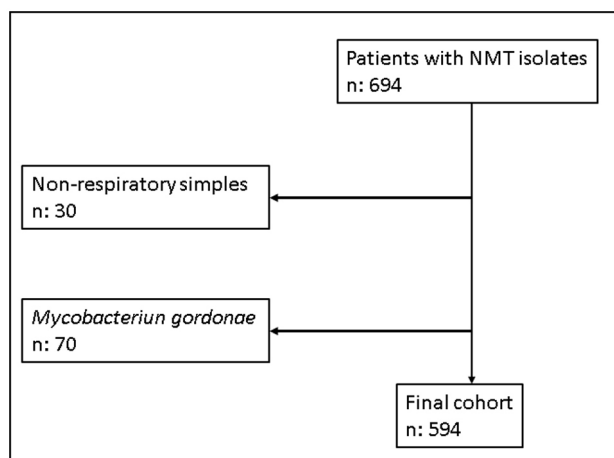 Patients with NMT isolates
n: 694
Non-respiratory simples
n: 30
Mycobacteriun gordonae
n: 70
Final cohort
n: 594